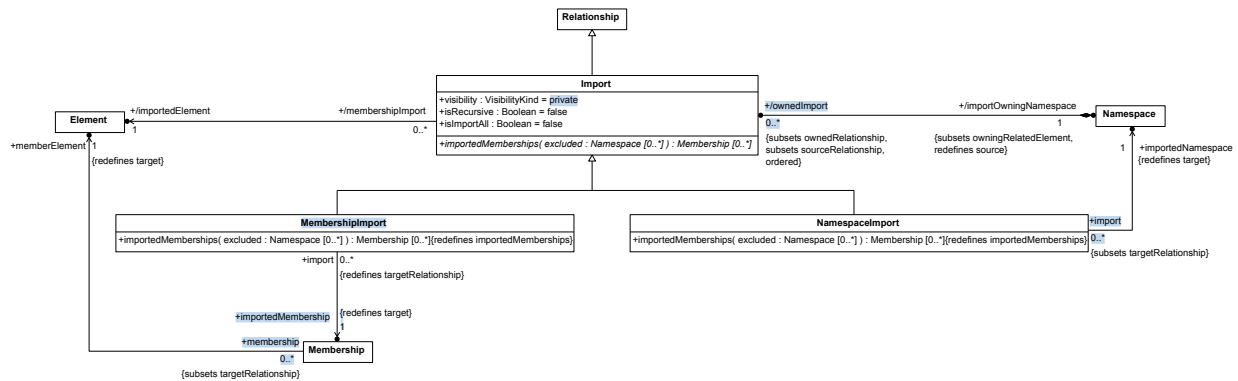 Relationship
Import
+visibility : VisibilityKind = private
+isRecursive : Boolean = false
+isImportAll : Boolean = false
+importedMemberships( excluded : Namespace [0..*] ) : Membership [0..*]
+/importedElement
1
+/membershipImport
0..*
Element
+memberElement
1
{redefines target}
+/ownedImport
0..*
{subsets ownedRelationship,
subsets sourceRelationship,
ordered}
+/importOwningNamespace
1
{subsets owningRelatedElement,
redefines source}
Namespace
1
+importedNamespace
{redefines target}
MembershipImport
+importedMemberships( excluded : Namespace [0..*] ) : Membership [0..*]{redefines importedMemberships}
NamespaceImport
+importedMemberships( excluded : Namespace [0..*] ) : Membership [0..*]{redefines importedMemberships}
+import
0..*
{subsets targetRelationship}
+import
0..*
{redefines targetRelationship}
+importedMembership
{redefines target}
1
+membership
0..*
{subsets targetRelationship}
Membership